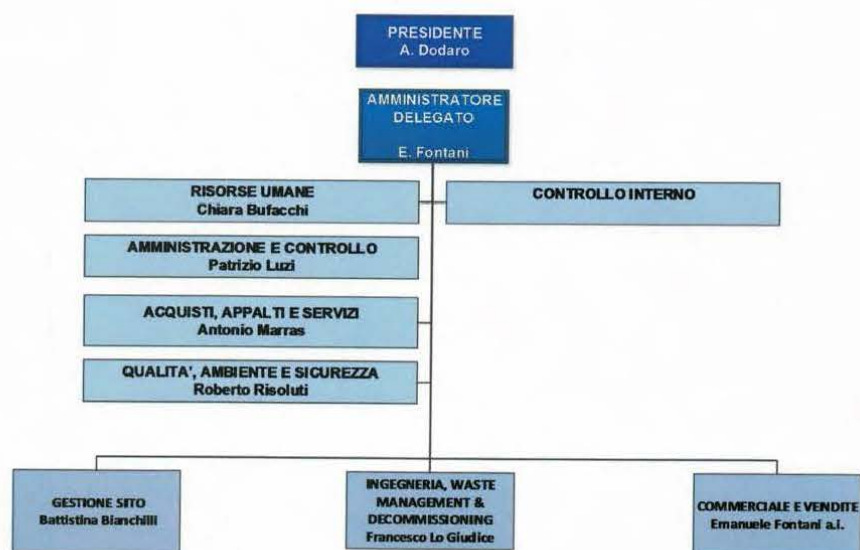 PRESIDENTE
A. Dodaro
AMMINISTRATORE
DELEGATO
E. Fontani
RISORSE UMANE
Chiara Bufacchi
CONTROLLO INTERNO
AMMINISTRAZIONE E CONTROLLO
Patrizio Luzi
ACQUISTI, APPALTI E SERVIZI
Antonio Marras
QUALITA', AMBIENTE E SICUREZZA
Roberto Risoluti
GESTIONE SITO
Battistina Bianchilli
INGEGNERIA, WASTE
MANAGEMENT &
DECOMMISSIONING
Francesco Lo Giudice
COMMERCIALE E VENDITE
Emanuele Fontani a.i.